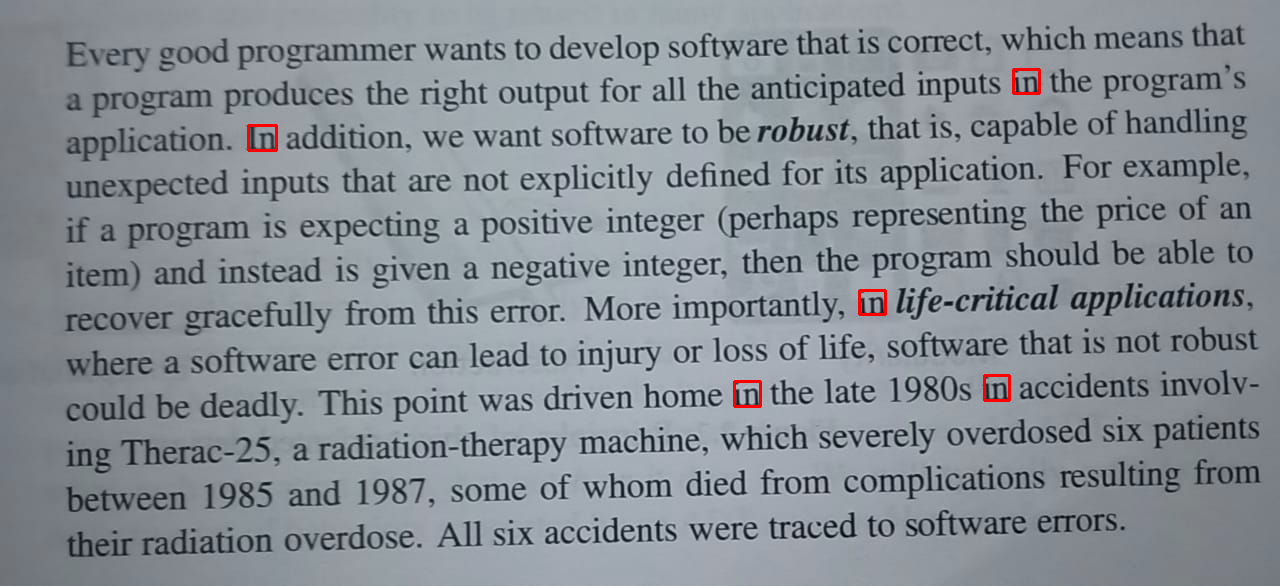 Every good programmer wants to develop software that is correct, which means that
a program produces the right output for all the anticipated inputs in the program's
application. In addition, we want software to be robust, that is, capable of handling
unexpected inputs that are not explicitly defined for its application. For example,
if a program is expecting a positive integer (perhaps representing the price of an
item) and instead is given a negative integer, then the program should be able to
recover gracefully from this error. More importantly, in life-critical applications,
where a software error can lead to injury or loss of life, software that is not robust
could be deadly. This point was driven home in the late 1980s in accidents involv-
ing Therac-25, a radiation-therapy machine, which severely overdosed six patients
between 1985 and 1987, some of whom died from complications resulting from
their radiation overdose. All six accidents were traced to software errors.